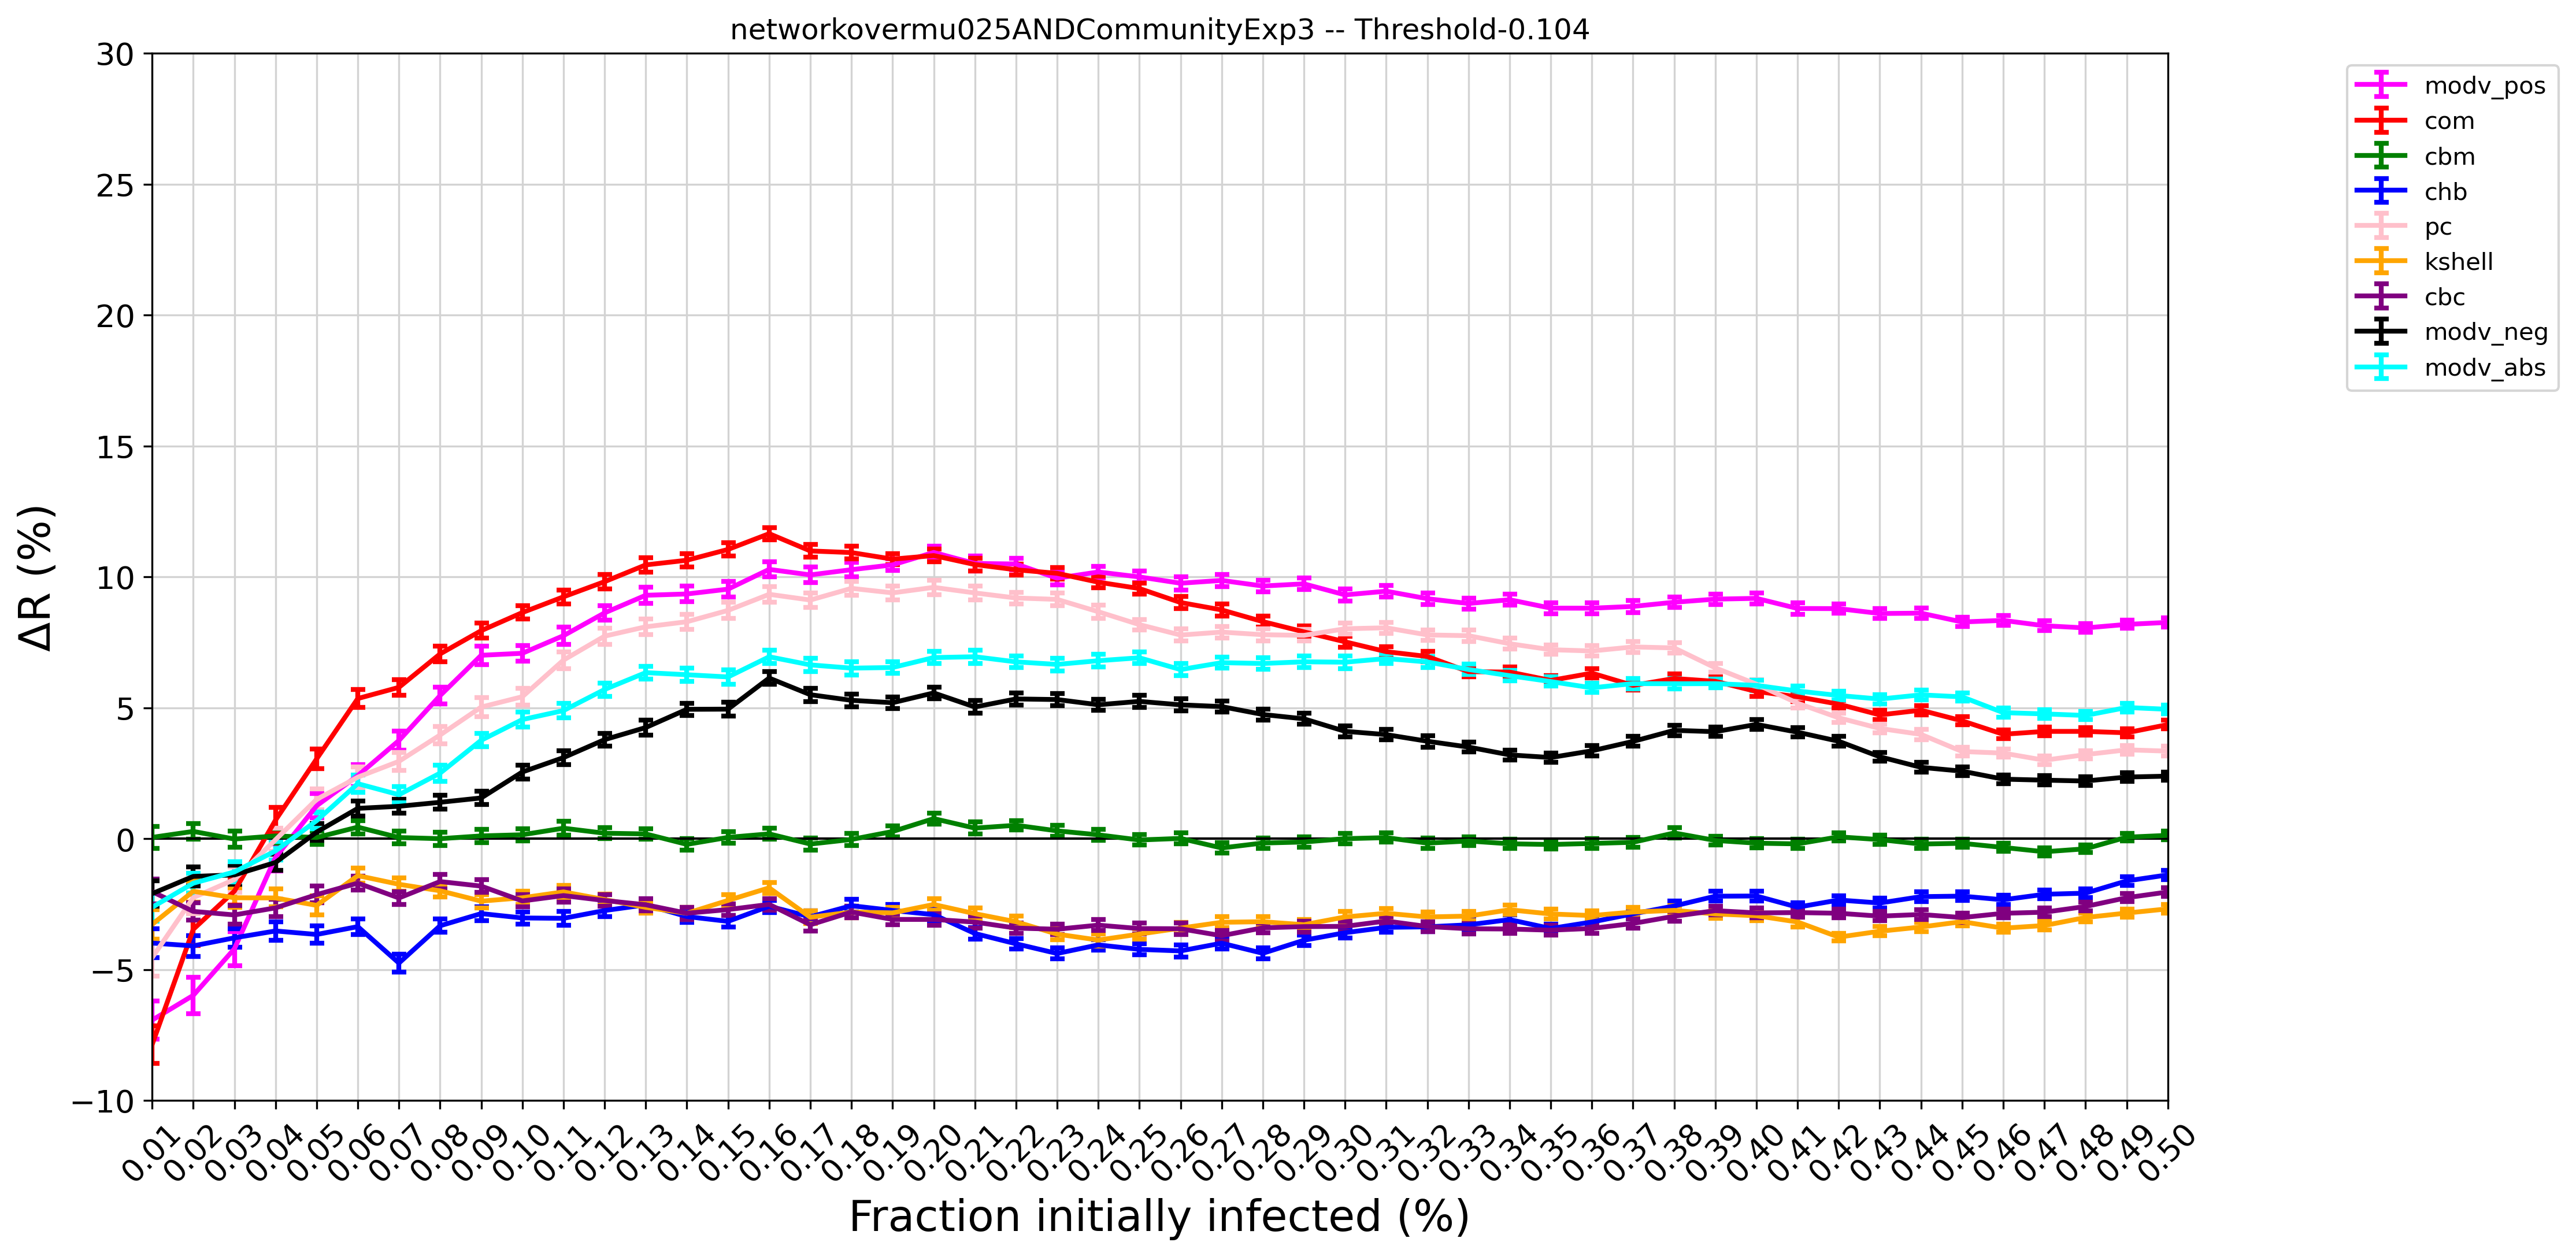 networkovermu025ANDCommunityExp3 -- Threshold-0.104
30
25
20
15
10
5
0
−5
−10
ΔR (%)
0.01 0.02 0.03 0.04 0.05 0.06 0.07 0.08 0.09 0.10 0.11 0.12 0.13 0.14 0.15 0.16 0.17 0.18 0.19 0.20 0.21 0.22 0.23 0.24 0.25 0.26 0.27 0.28 0.29 0.30 0.31 0.32 0.33 0.34 0.35 0.36 0.37 0.38 0.39 0.40 0.41 0.42 0.43 0.44 0.45 0.46 0.47 0.48 0.49 0.50
Fraction initially infected (%)
modv_pos
com
cbm
chb
pc
kshell
cbc
modv_neg
modv_abs